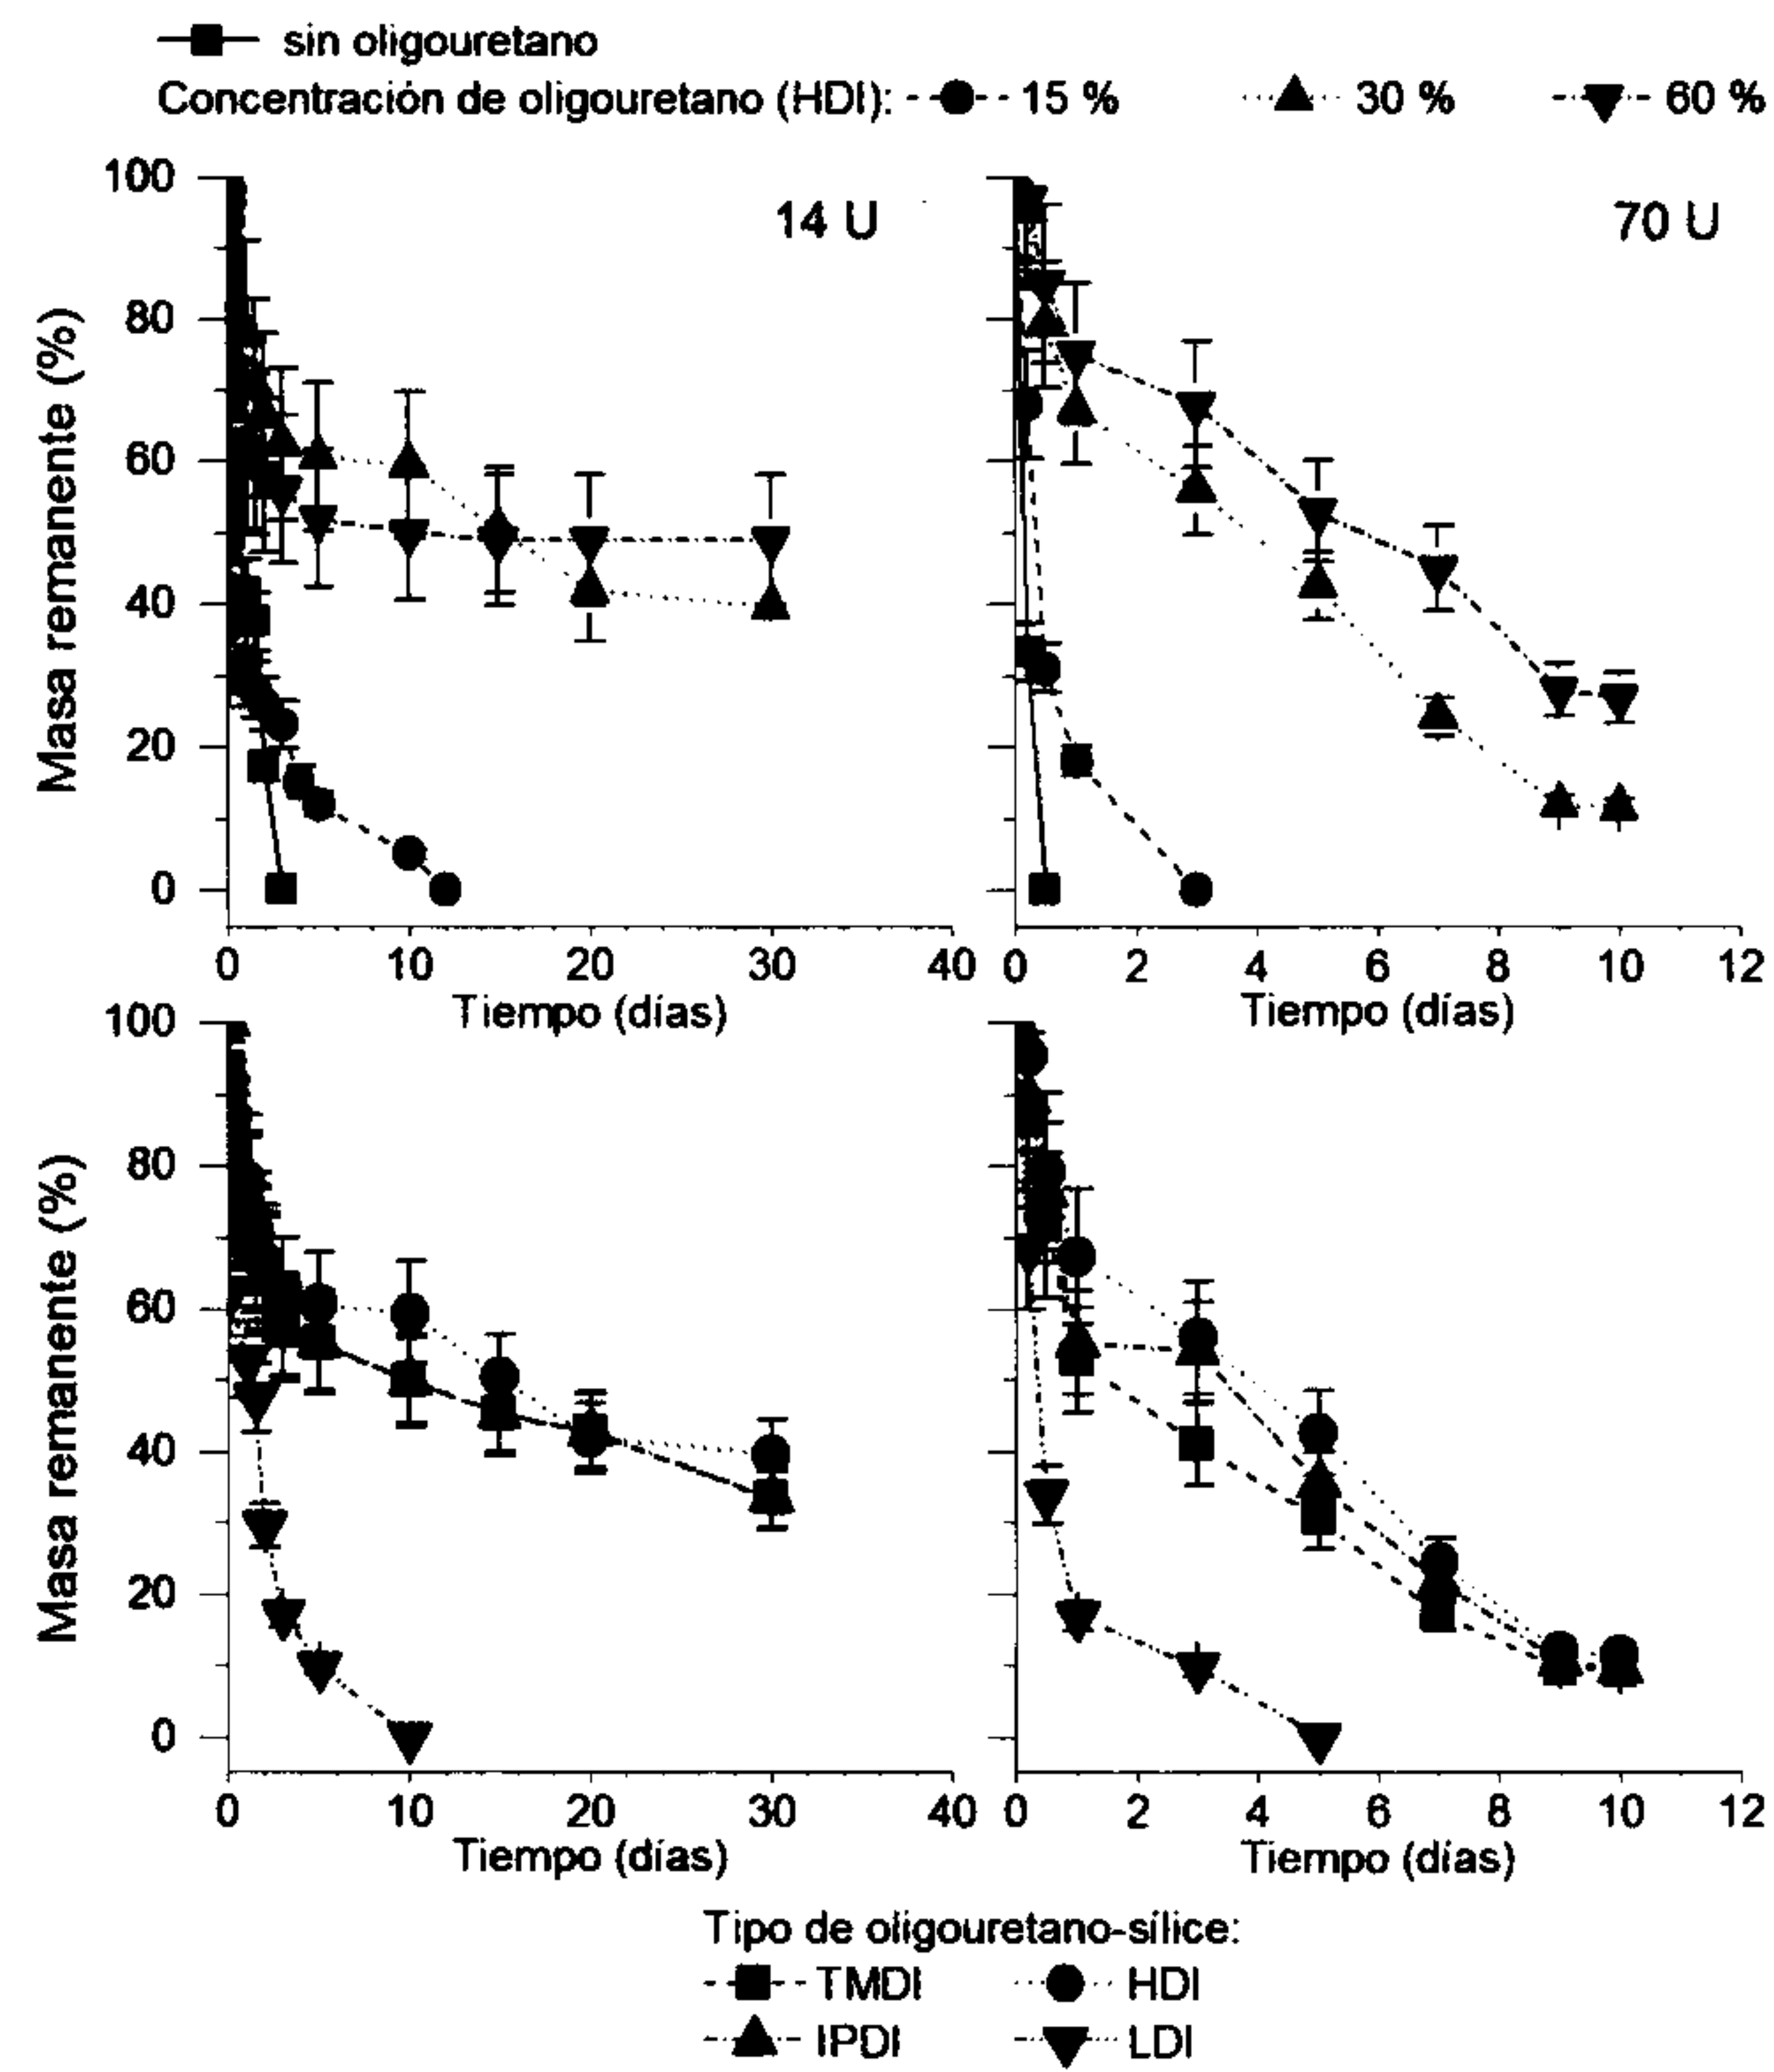 sin oligouretano
Concentración de oligouretano (HDI): 15 % 30 % 60 %
100 14 U 70 U
80
60
40
20
0
Masa remanente (%)
0 10 20 30 40 0 2 4 6 8 10 12
Tiempo (días) Tiempo (días)
100
80
60
40
20
0
Masa remanente (%)
0 10 20 30 40 0 2 4 6 8 10 12
Tiempo (días) Tiempo (días)
Tipo de oligouretano-sílice:
TMDI HDI
IPDI LDI